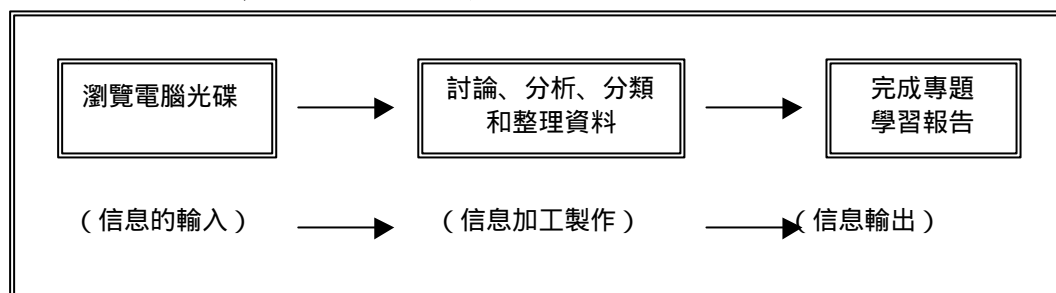 瀏覽電腦光碟
討論、分析、分類
和整理資料
完成專題
學習報告
（信息的輸入）
（信息加工製作）
（信息輸出）